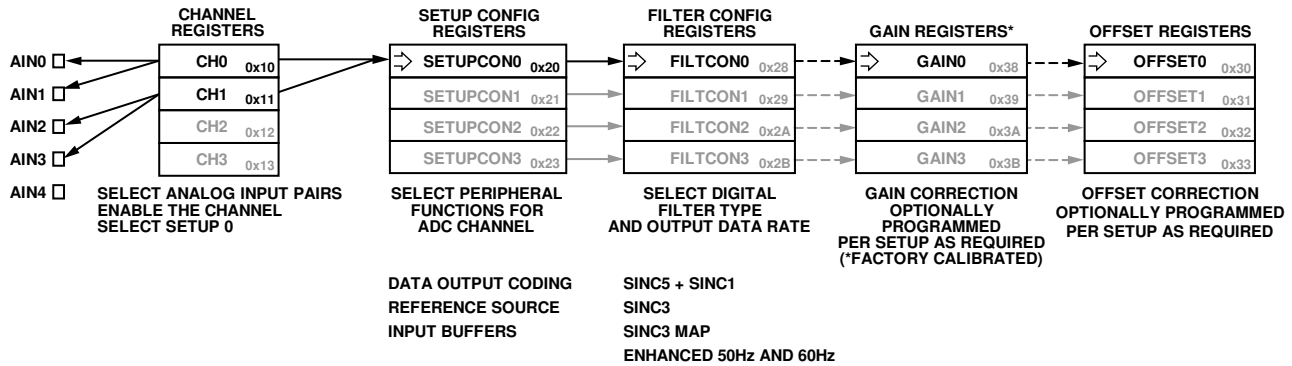 CHANNEL
REGISTERS
SETUP CONFIG
REGISTERS
FILTER CONFIG
REGISTERS
GAIN REGISTERS*
OFFSET REGISTERS
AIN0
CH0 0x10
SETUPCON0 0x20
FILTCON0 0x28
GAIN0 0x38
OFFSET0 0x30
AIN1
CH1 0x11
SETUPCON1 0x21
FILTCON1 0x29
GAIN1 0x39
OFFSET1 0x31
AIN2
CH2 0x12
SETUPCON2 0x22
FILTCON2 0x2A
GAIN2 0x3A
OFFSET2 0x32
AIN3
CH3 0x13
SETUPCON3 0x23
FILTCON3 0x2B
GAIN3 0x3B
OFFSET3 0x33
AIN4
SELECT ANALOG INPUT PAIRS
ENABLE THE CHANNEL
SELECT SETUP 0
SELECT PERIPHERAL
FUNCTIONS FOR
ADC CHANNEL
SELECT DIGITAL
FILTER TYPE
AND OUTPUT DATA RATE
GAIN CORRECTION
OPTIONALLY
PROGRAMMED
PER SETUP AS REQUIRED
(*FACTORY CALIBRATED)
OFFSET CORRECTION
OPTIONALLY PROGRAMMED
PER SETUP AS REQUIRED
DATA OUTPUT CODING
REFERENCE SOURCE
INPUT BUFFERS
SINC5 + SINC1
SINC3
SINC3 MAP
ENHANCED 50Hz AND 60Hz